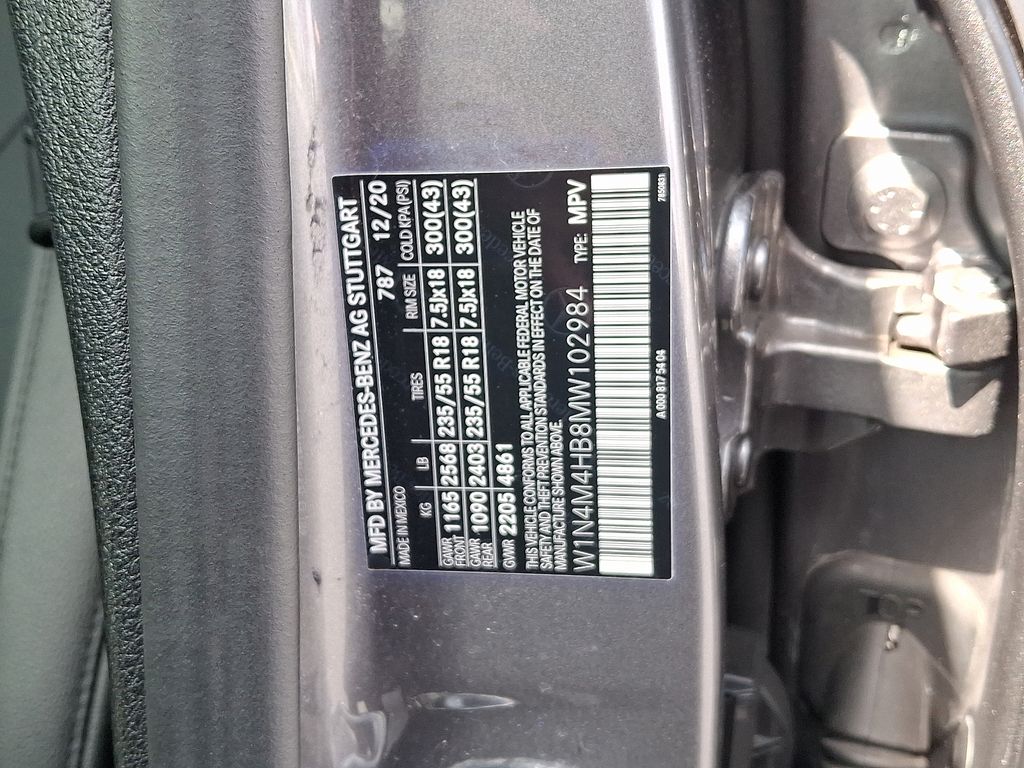 MFD BY MERCEDES-BENZ AG STUTTGART
MADE IN MEXICO 787 12/20
KG LB TIRES RIM SIZE COLD KPA (PSI)
GAWR FRONT 1165 2568 235/55 R18 7.5Jx18 300(43)
GAWR REAR 1090 2403 235/55 R18 7.5Jx18 300(43)
GVWR 2205 4861
THIS VEHICLE CONFORMS TO ALL APPLICABLE FEDERAL MOTOR VEHICLE
SAFETY AND THEFT PREVENTION STANDARDS IN EFFECT ON THE DATE OF
MANUFACTURE SHOWN ABOVE.
W1N4M4HB8MW102984 TYPE: MPV
A 000 817 54 04 7850831
TOP